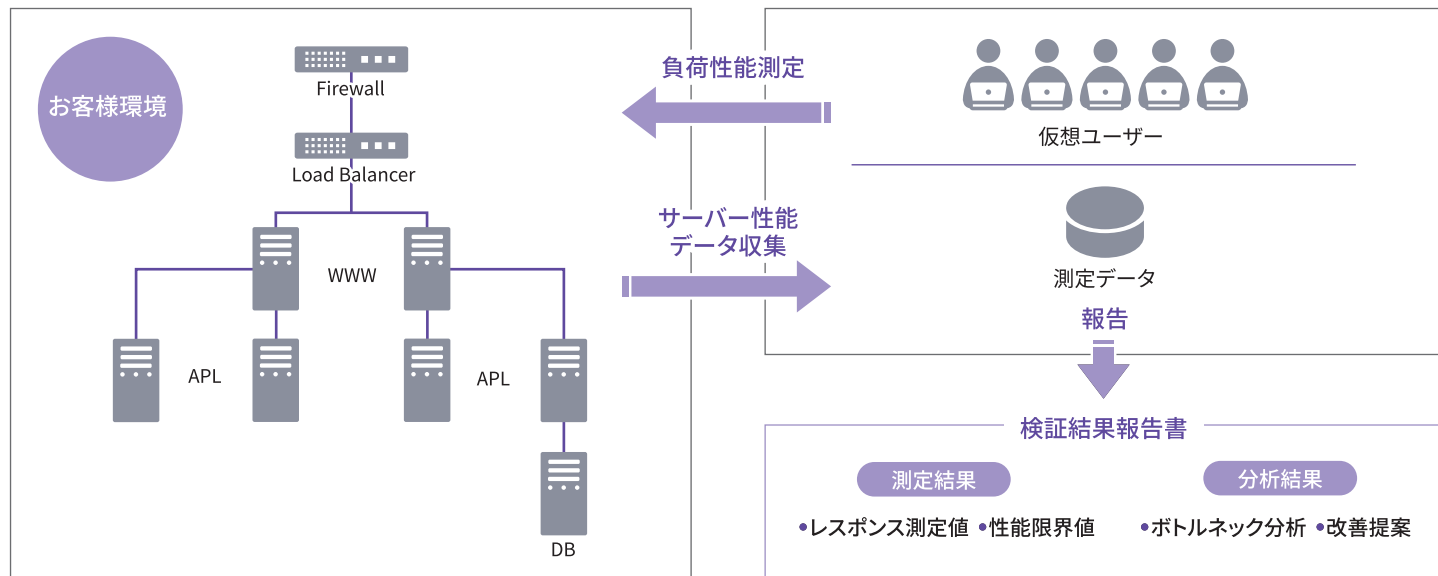 お客様環境
Firewall
Load Balancer
WWW
APL
APL
DB
負荷性能測定
サーバー性能
データ収集
仮想ユーザー
測定データ
報告
検証結果報告書
測定結果
•レスポンス測定値 •性能限界値
分析結果
•ボトルネック分析 •改善提案